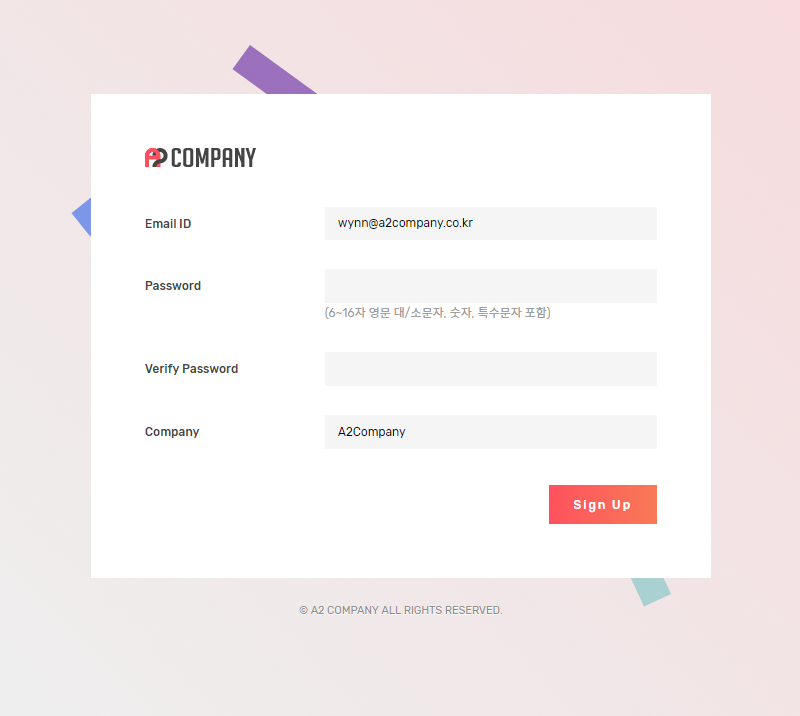 A2 COMPANY
Email ID
wynn@a2company.co.kr
Password
(6~16자 영문 대/소문자, 숫자, 특수문자 포함)
Verify Password
Company
A2Company
Sign Up
© A2 COMPANY ALL RIGHTS RESERVED.